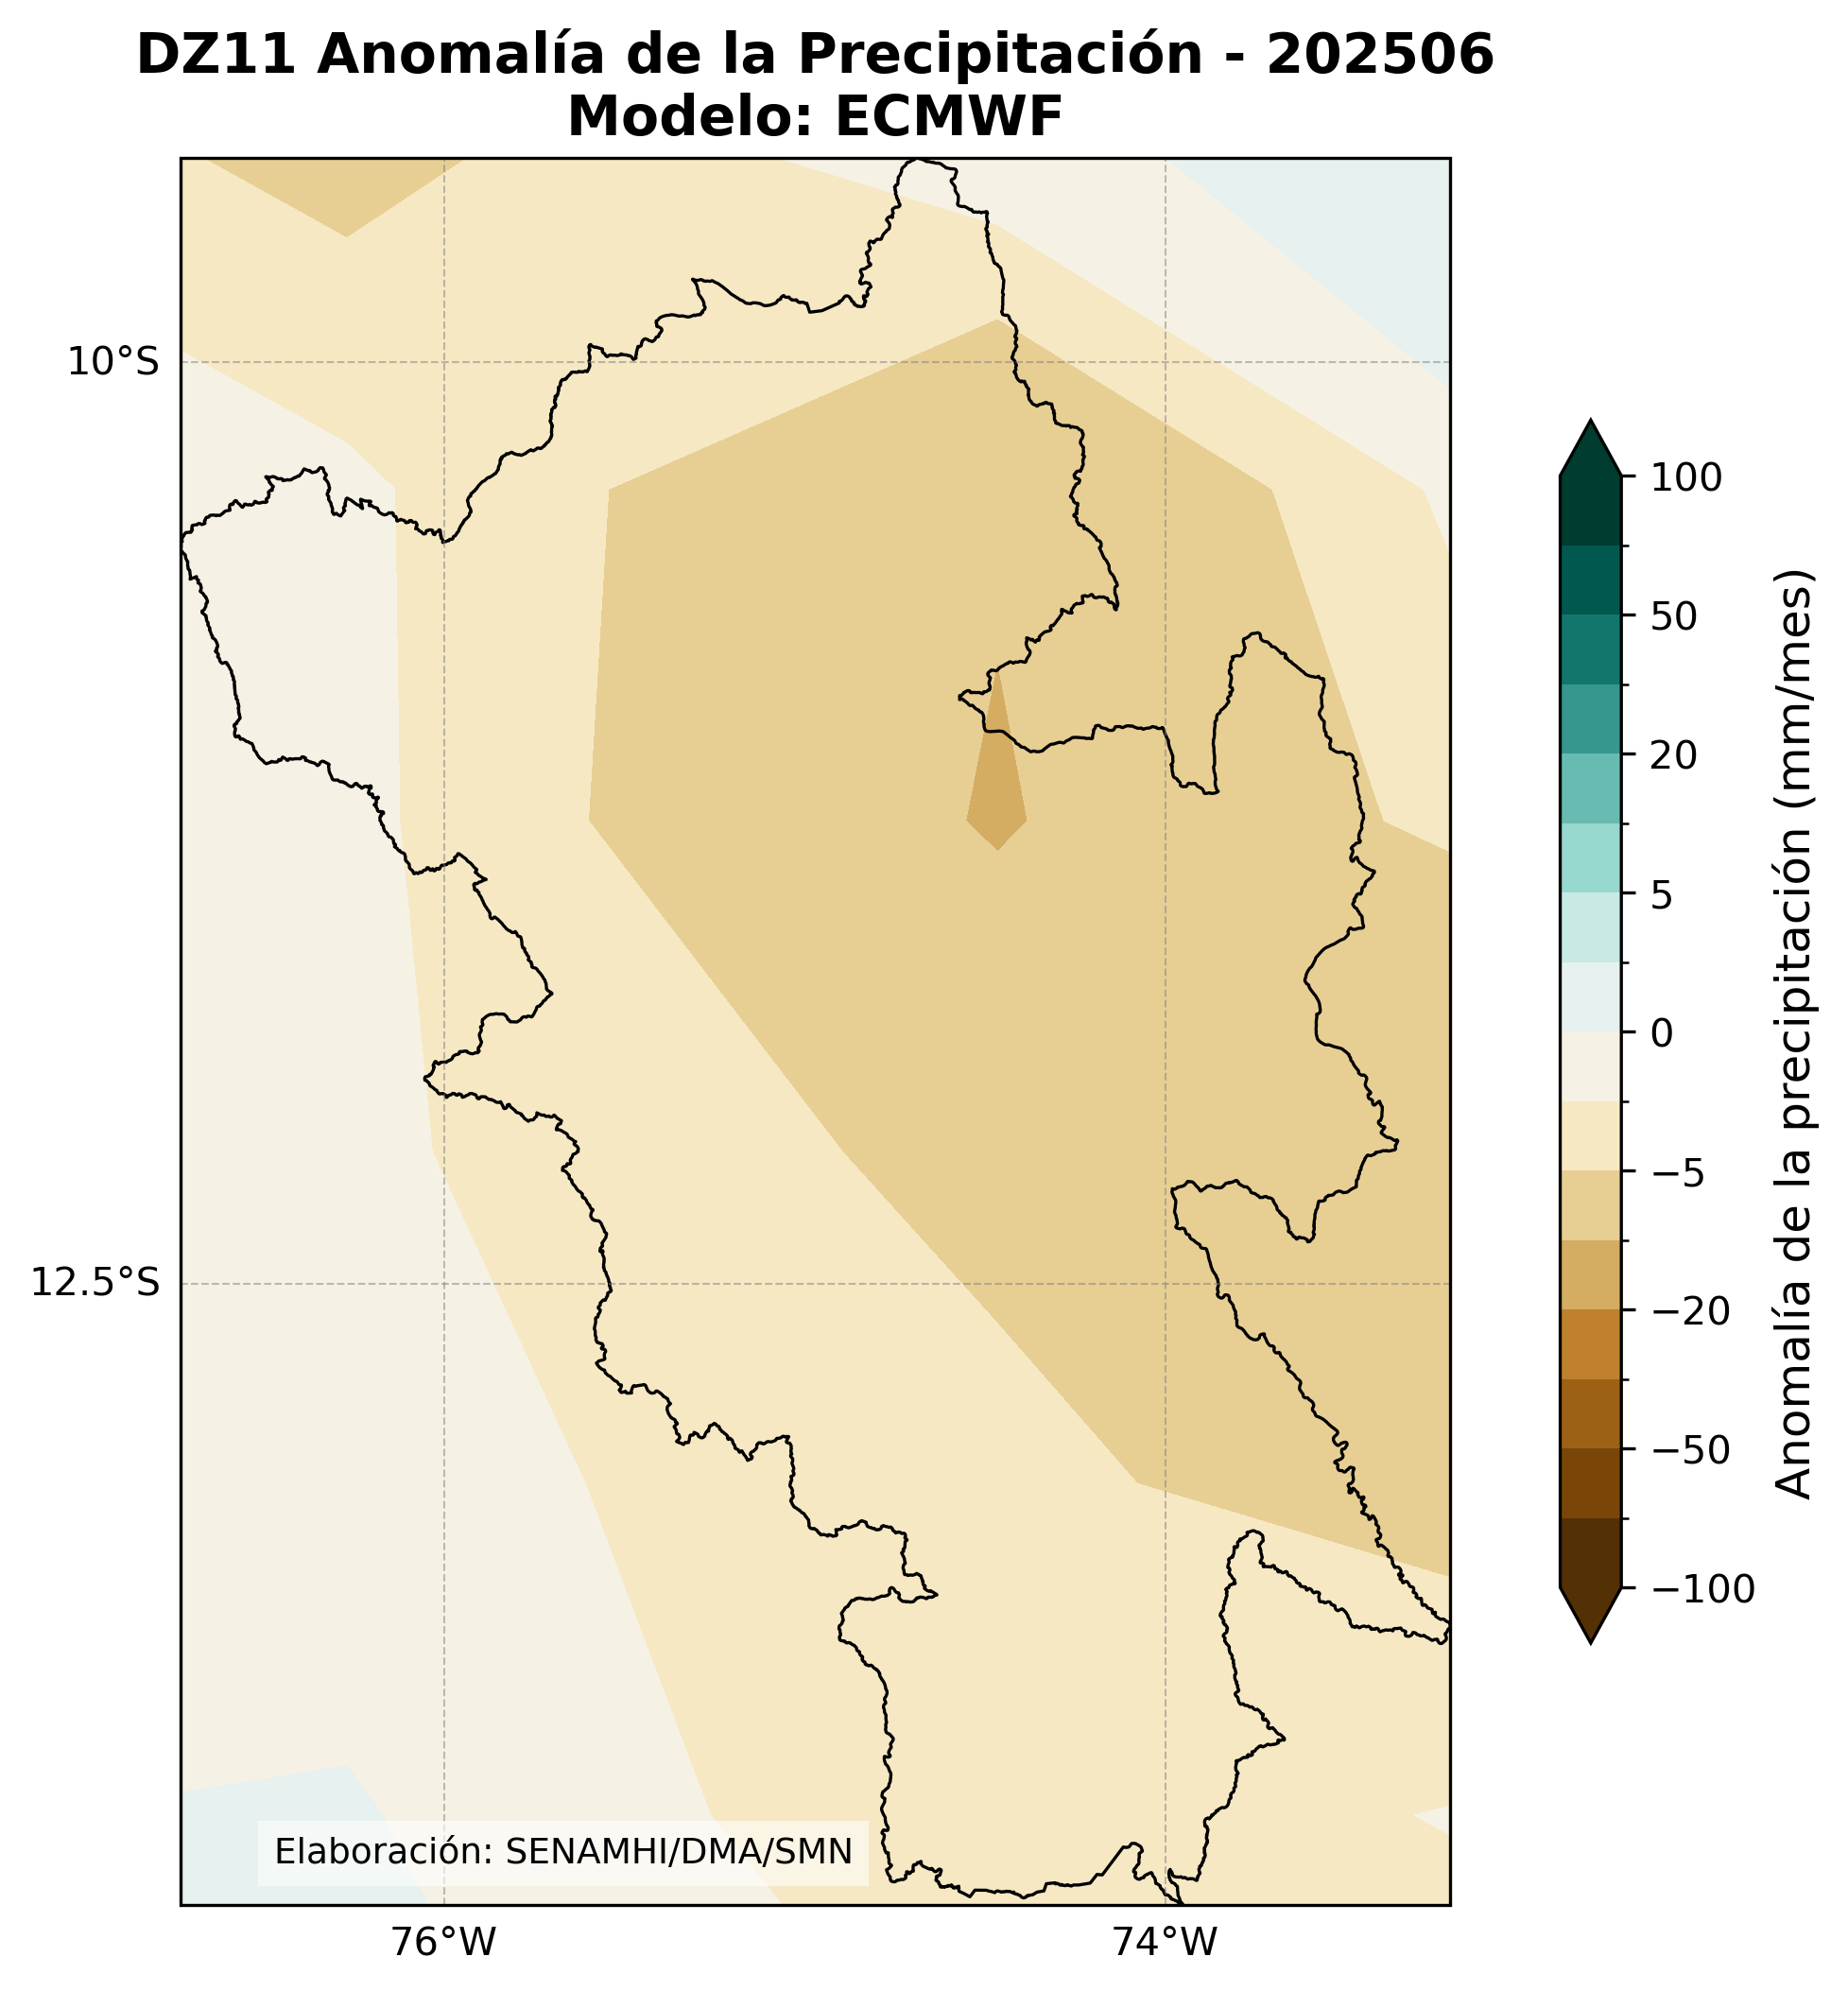 DZ11 Anomalía de la Precipitación - 202506
Modelo: ECMWF
10°S
12.5°S
76°W
74°W
Elaboración: SENAMHI/DMA/SMN
100
50
20
5
0
−5
−20
−50
−100
Anomalía de la precipitación (mm/mes)